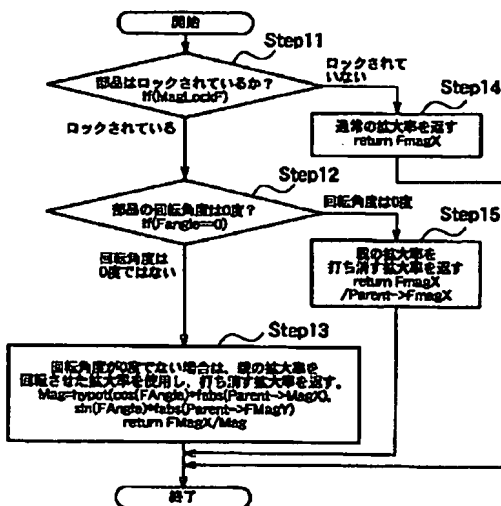 開始
Step11
部品はロックされているか？
if(MagLockF)
ロックされて
いない
Step14
通常の拡大率を返す
return FmagX
ロックされている
Step12
部品の回転角度は0度？
if(Fangle==0)
回転角度は0度
Step15
親の拡大率を
打ち消す拡大率を返す
return FmagX
/Parent->FmagX
回転角度は
0度ではない
Step13
回転角度が0度でない場合は、親の拡大率を
回転させた拡大率を使用し、打ち消す拡大率を返す。
Mag=hypot(cos(FAngle)*fabs(Parent->MagX),
sin(FAngle)*fabs(Parent->FMagY)
return FMagX/Mag
終了